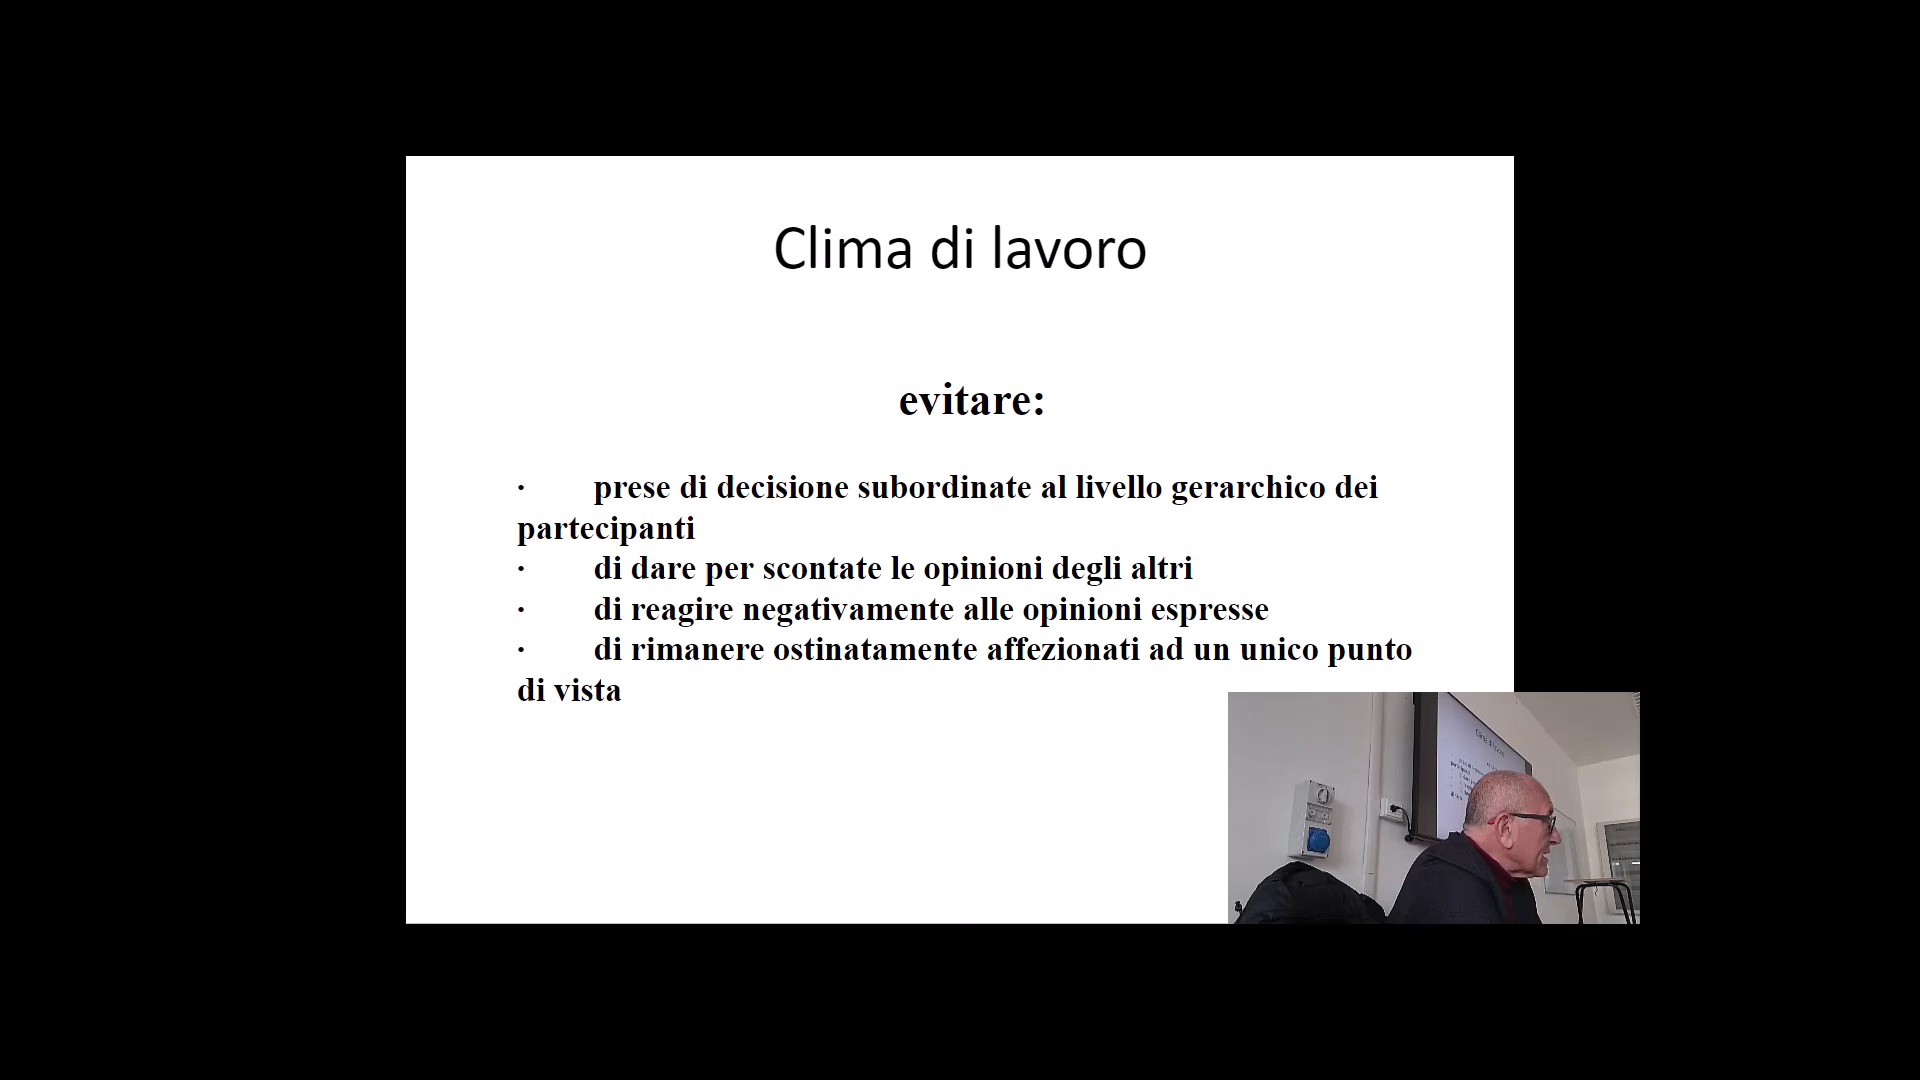 Clima di lavoro
evitare:
· prese di decisione subordinate al livello gerarchico dei
partecipanti
· di dare per scontate le opinioni degli altri
· di reagire negativamente alle opinioni espresse
· di rimanere ostinatamente affezionati ad un unico punto
di vista